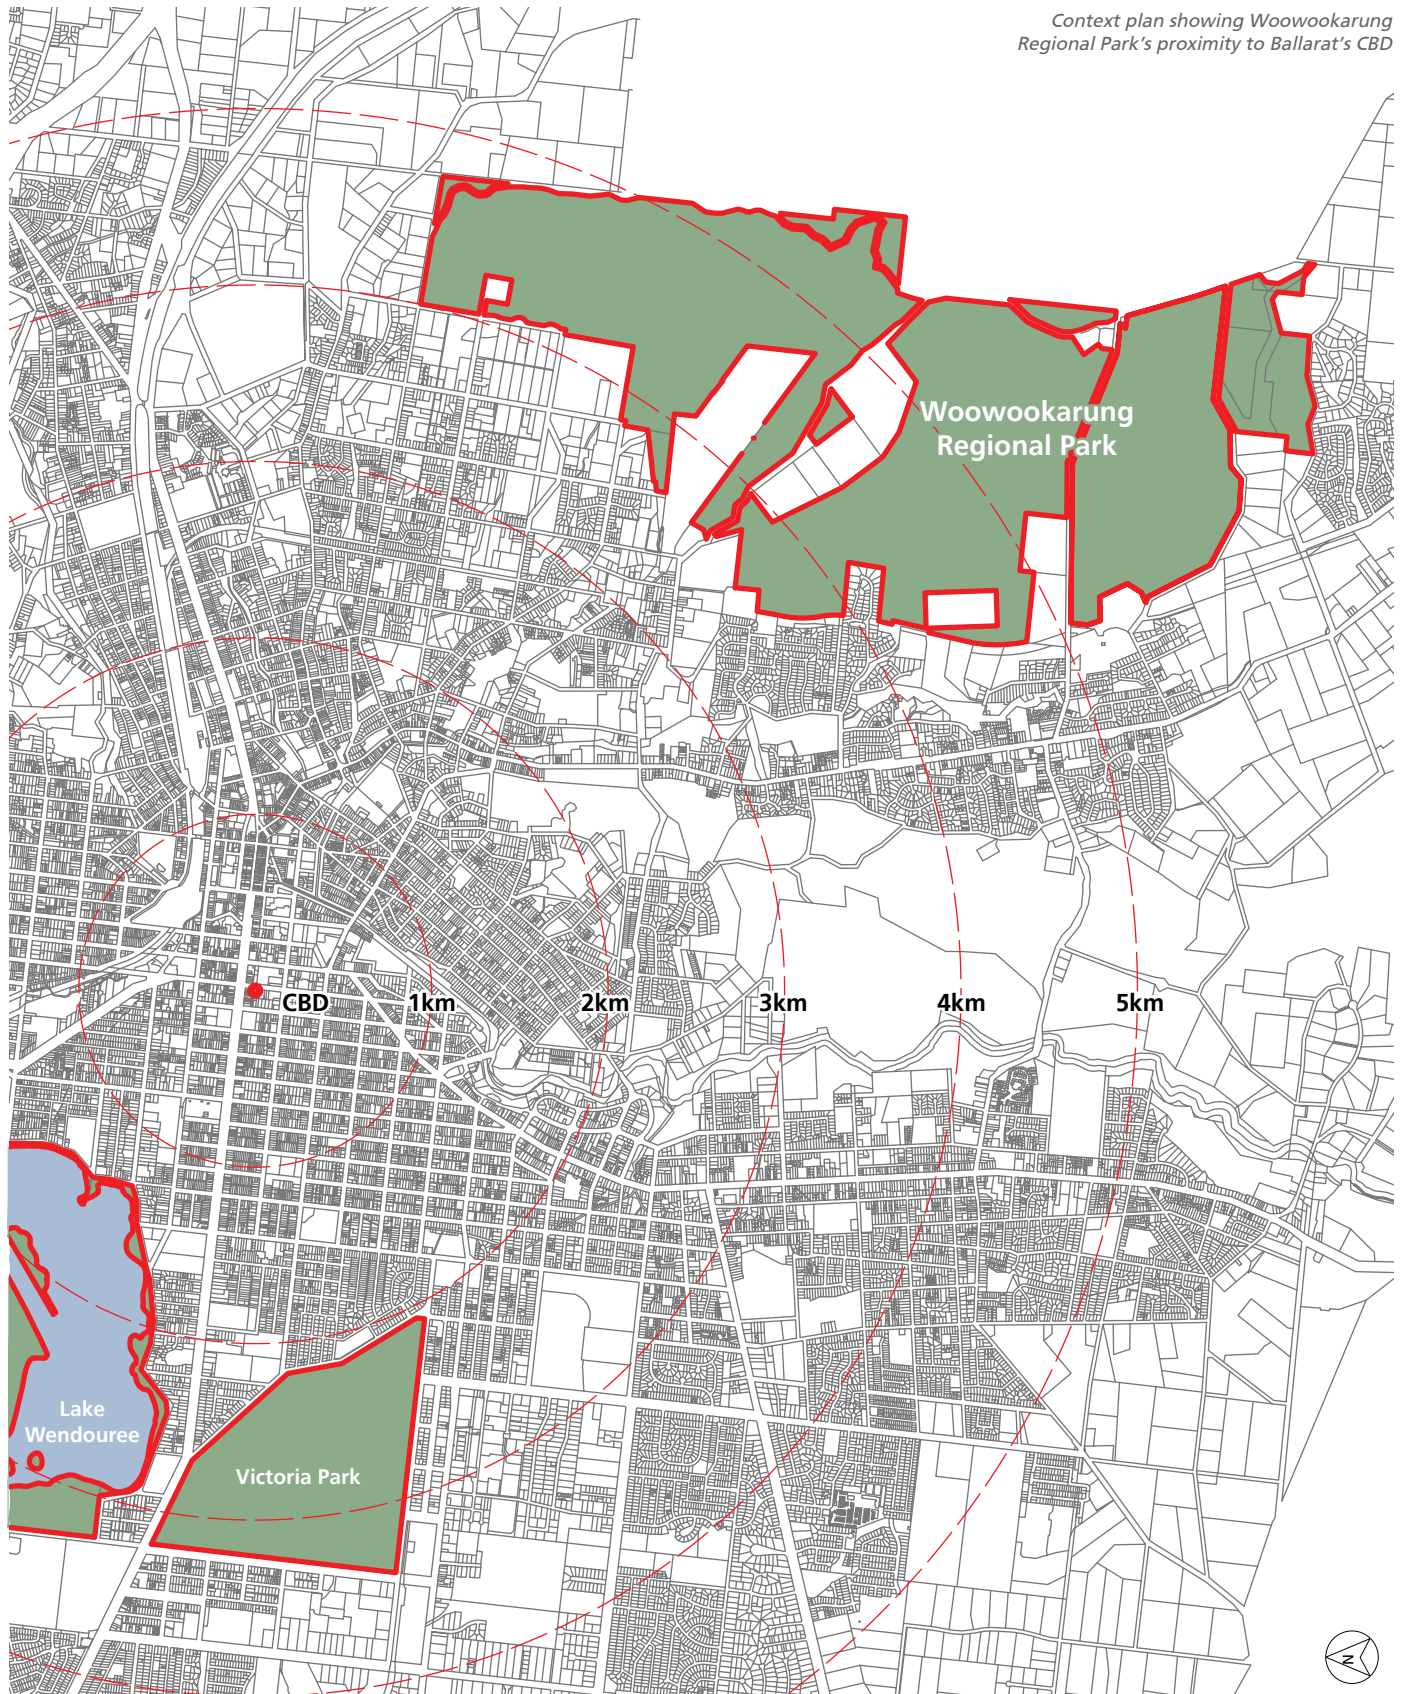 Context plan showing Woowookarung
Regional Park's proximity to Ballarat's CBD
Woowookarung
Regional Park
CBD
1km
2km
3km
4km
5km
Lake
Wendouree
Victoria Park
N